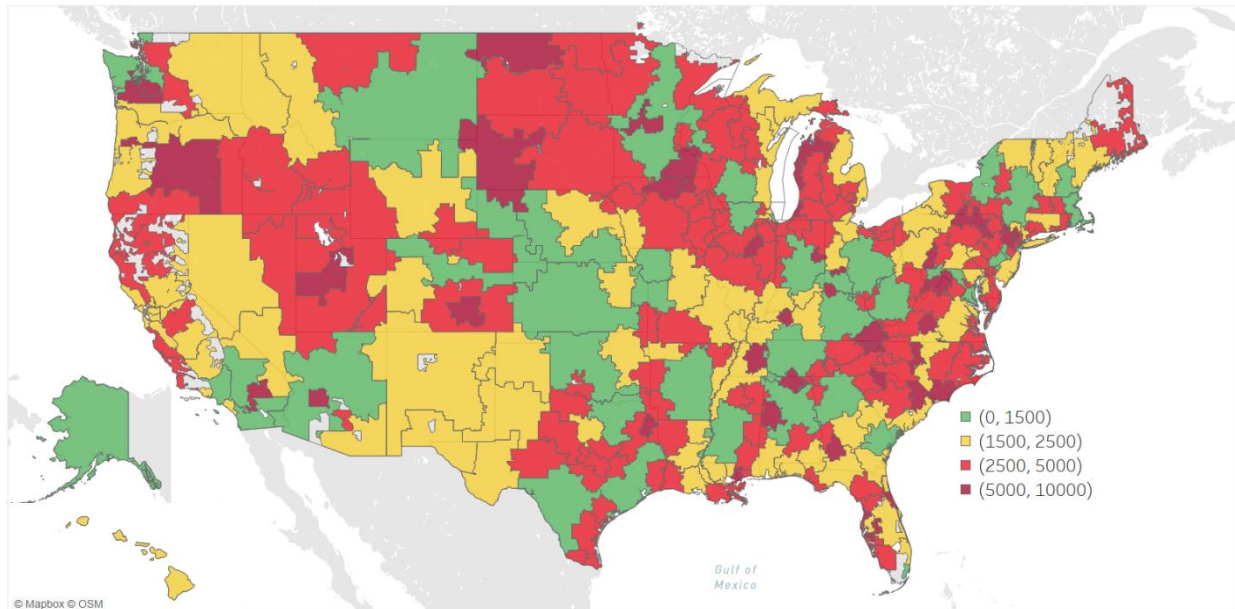 (0, 1500)
(1500, 2500)
(2500, 5000)
(5000, 10000)
Gulf of
Mexico
© Mapbox © OSM